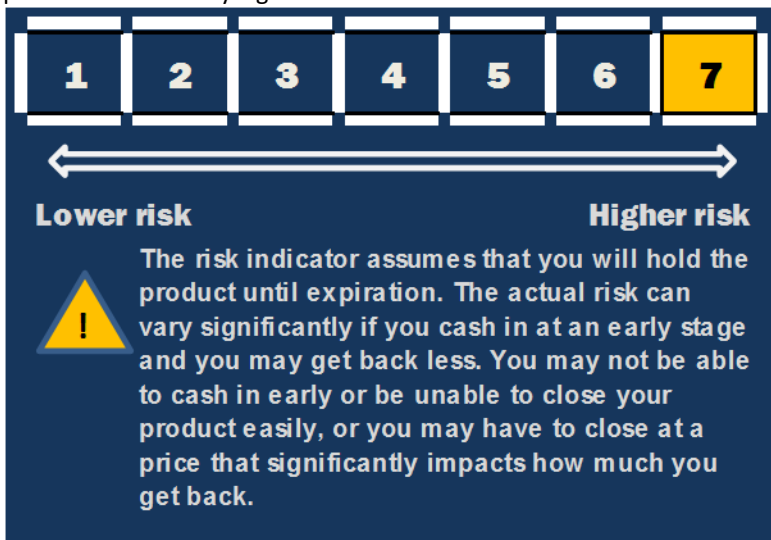 1 2 3 4 5 6 7
Lower risk Higher risk
The risk indicator assumes that you will hold the
product until expiration. The actual risk can
! vary significantly if you cash in at an early stage
and you may get back less. You may not be able
to cash in early or be unable to close your
product easily, or you may have to close at a
price that significantly impacts how much you
get back.